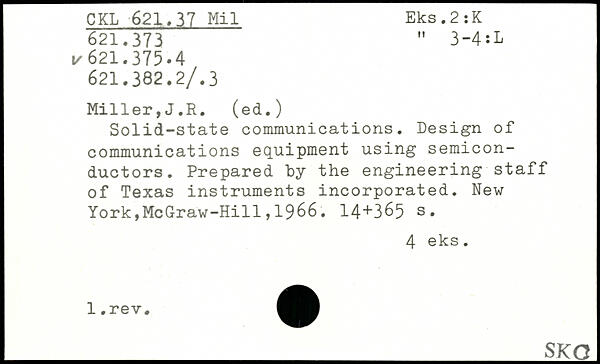 CKL 621.37 Mil Eks.2:K
621.373 " 3-4:L
v 621.375.4
621.382.2/.3
Miller,J.R. (ed.)
Solid-state communications. Design of
communications equipment using semicon-
ductors. Prepared by the engineering staff
of Texas instruments incorporated. New
York,McGraw-Hill,1966. 14+365 s.
4 eks.
1.rev.
SKC